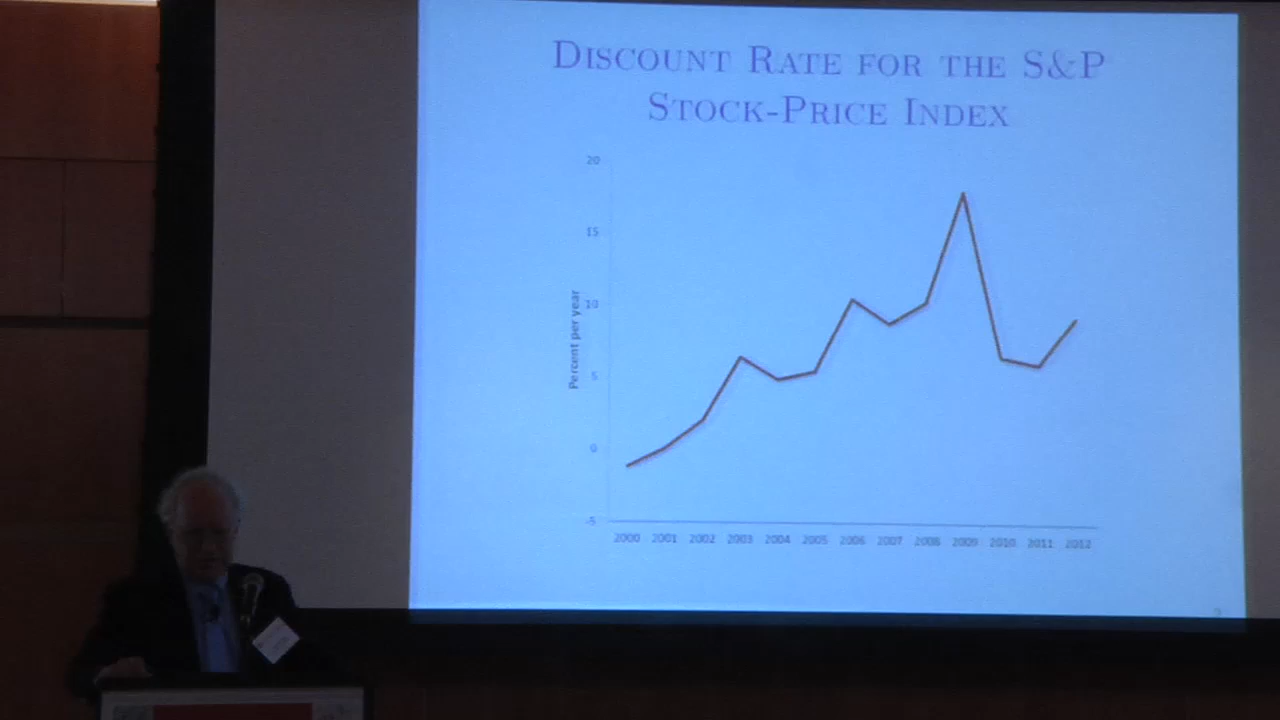 DISCOUNT RATE FOR THE S&P
STOCK-PRICE INDEX
20
15
10
5
0
-5
Percent per year
2000 2001 2002 2003 2004 2005 2006 2007 2008 2009 2010 2011 2012